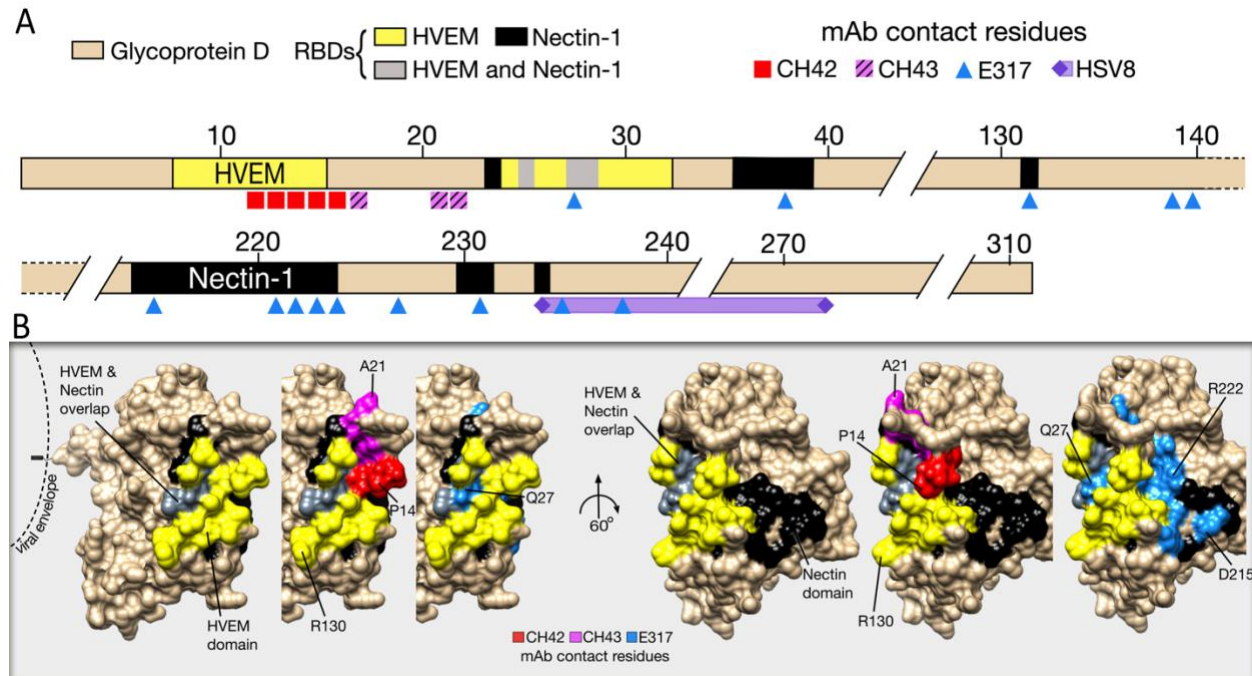 A
Glycoprotein D
RBDs
HVEM
Nectin-1
HVEM and Nectin-1
mAb contact residues
CH42
CH43
E317
HSV8
10
20
30
40
130
140
HVEM
220
230
240
270
310
Nectin-1
B
HVEM &
Nectin
overlap
Viral envelope
HVEM
domain
A21
P14
R130
Q27
60°
HVEM &
Nectin
overlap
Nectin
domain
A21
P14
R130
Q27
R222
D215
CH42 CH43 E317
mAb contact residues